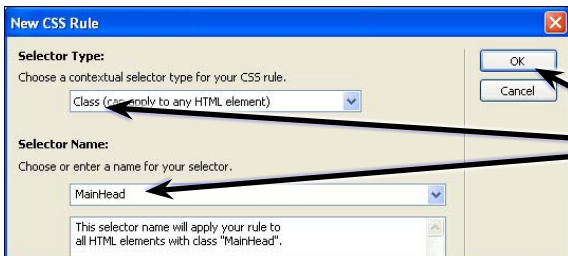 New CSS Rule
Selector Type:
Choose a contextual selector type for your CSS rule.
Class (can apply to any HTML element)
OK
Cancel
Selector Name:
Choose or enter a name for your selector.
MainHead
This selector name will apply your rule to
all HTML elements with class "MainHead".